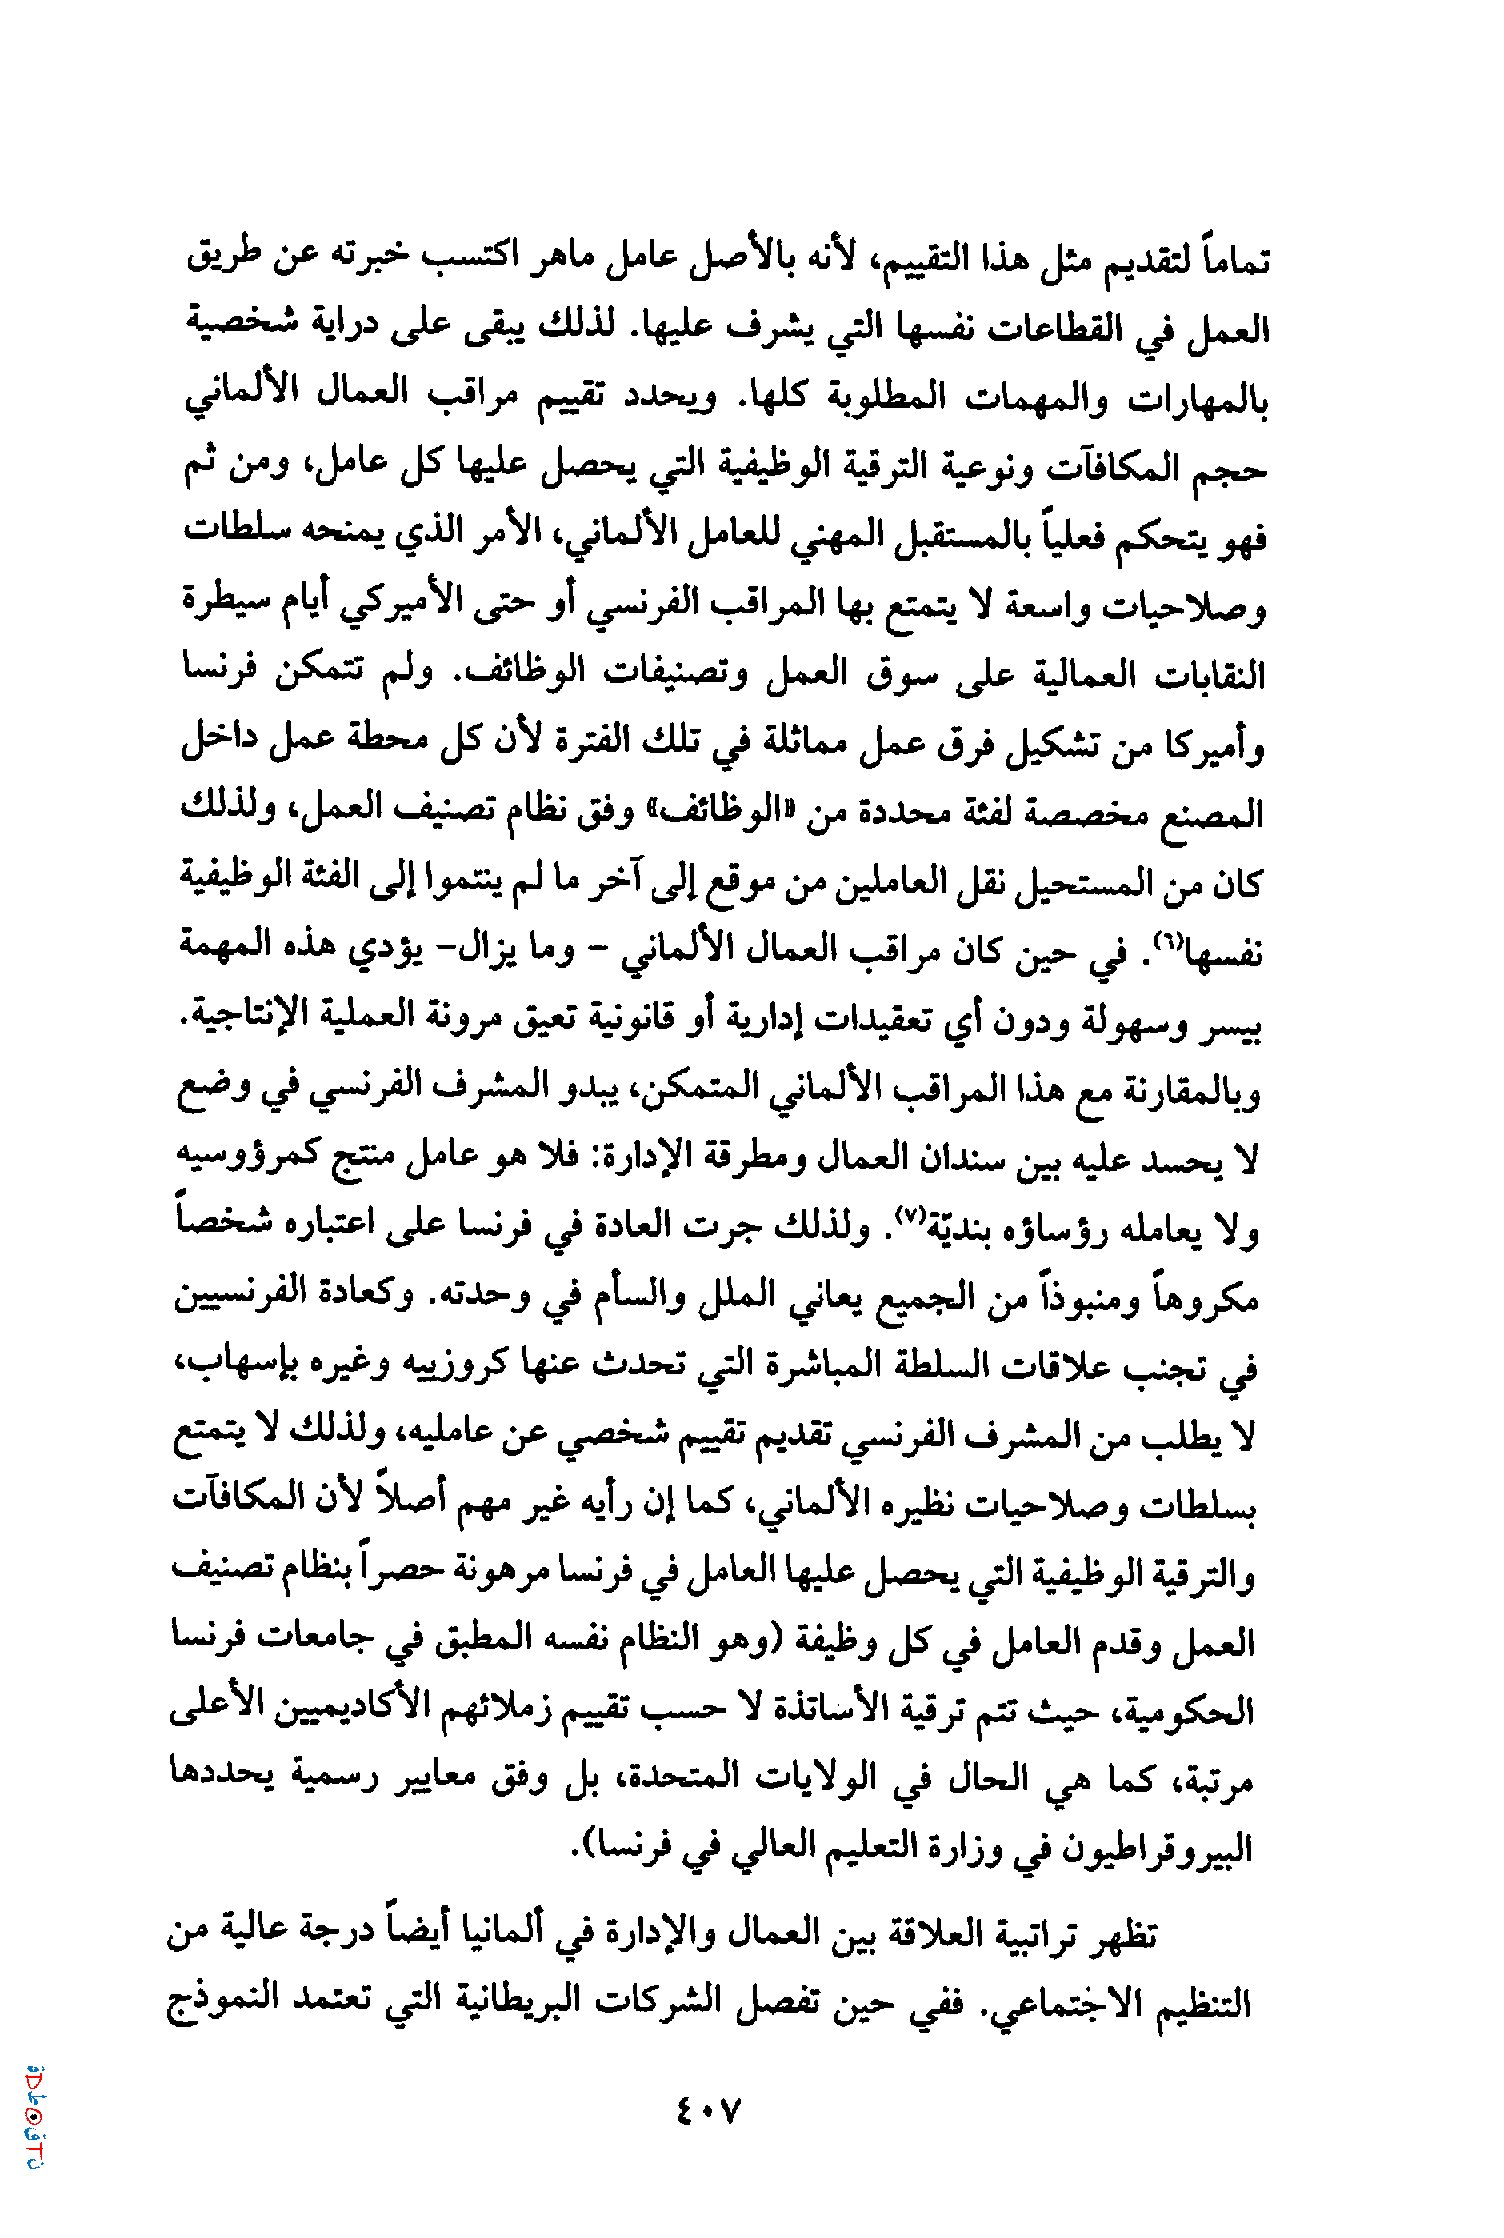 تماماً لتقديم مثل هذا التقييم، لأنه بالأصل عامل ماهر اكتسب خبرته عن طريق
العمل في القطاعات نفسها التي يشرف عليها. لذلك يبقى على دراية شخصية
بالمهارات والمهمات المطلوبة كلها. ويحدد تقييم مراقب العمال الألماني
حجم المكافآت ونوعية الترقية الوظيفية التي يحصل عليها كل عامل، ومن ثم
فهو يتحكم فعلياً بالمستقبل المهني للعامل الألماني، الأمر الذي يمنحه سلطات
وصلاحيات واسعة لا يتمتع بها المراقب الفرنسي أو حتى الأميركي أيام سيطرة
النقابات العمالية على سوق العمل وتصنيفات الوظائف. ولم تتمكن فرنسا
وأميركا من تشكيل فرق عمل مماثلة في تلك الفترة لأن كل محطة عمل داخل
المصنع مخصصة لفئة محددة من «الوظائف» وفق نظام تصنيف العمل، ولذلك
كان من المستحيل نقل العاملين من موقع إلى آخر ما لم ينتموا إلى الفئة الوظيفية
نفسها(٦). في حين كان مراقب العمال الألماني - وما يزال- يؤدي هذه المهمة
بيسر وسهولة ودون أي تعقيدات إدارية أو قانونية تعيق مرونة العملية الإنتاجية.
وبالمقارنة مع هذا المراقب الألماني المتمكن، يبدو المشرف الفرنسي في وضع
لا يحسد عليه بين سندان العمال ومطرقة الإدارة: فلا هو عامل منتج كمرؤوسيه
ولا يعامله رؤساؤه بنديّة(٧). ولذلك جرت العادة في فرنسا على اعتباره شخصاً
مكروهاً ومنبوذاً من الجميع يعاني الملل والسأم في وحدته. وكعادة الفرنسيين
في تجنب علاقات السلطة المباشرة التي تحدث عنها كروزييه وغيره بإسهاب،
لا يطلب من المشرف الفرنسي تقديم تقييم شخصي عن عامليه، ولذلك لا يتمتع
بسلطات وصلاحيات نظيره الألماني، كما إن رأيه غير مهم أصلاً لأن المكافآت
والترقية الوظيفية التي يحصل عليها العامل في فرنسا مرهونة حصراً بنظام تصنيف
العمل وقدم العامل في كل وظيفة (وهو النظام نفسه المطبق في جامعات فرنسا
الحكومية، حيث تتم ترقية الأساتذة لا حسب تقييم زملائهم الأكاديميين الأعلى
مرتبة، كما هي الحال في الولايات المتحدة، بل وفق معايير رسمية يحددها
البيروقراطيون في وزارة التعليم العالي في فرنسا).
تظهر تراتبية العلاقة بين العمال والإدارة في ألمانيا أيضاً درجة عالية من
التنظيم الاجتماعي. ففي حين تفصل الشركات البريطانية التي تعتمد النموذج
٤٠٧